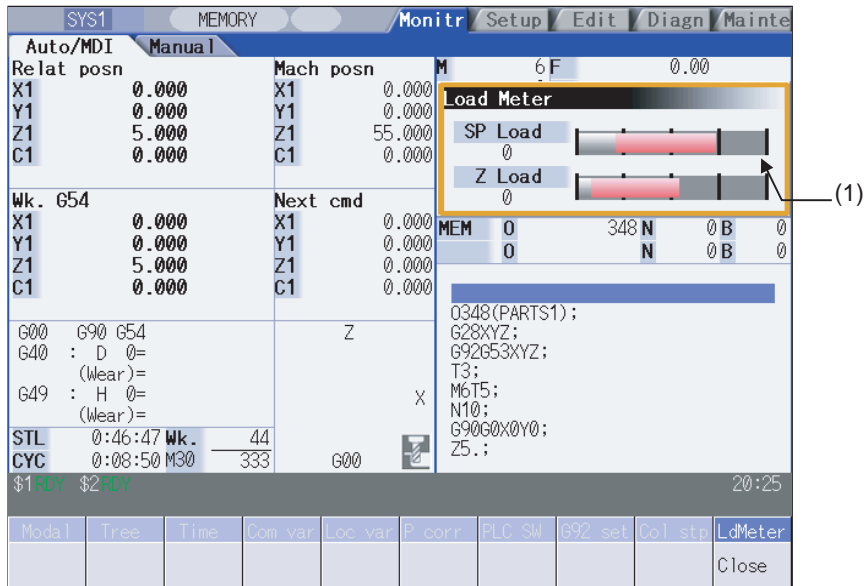 SYS1 MEMORY Monitr Setup Edit Diagn Mainte
Auto/MDI Manual
Relat posn
X1 0.000
Y1 0.000
Z1 5.000
C1 0.000
Mach posn
X1 0.000
Y1 0.000
Z1 55.000
C1 0.000
M 6 F 0.00
Load Meter
SP Load
0
Z Load
0
(1)
Wk. G54
X1 0.000
Y1 0.000
Z1 5.000
C1 0.000
Next cmd
X1 0.000
Y1 0.000
Z1 0.000
C1 0.000
MEM O 348 N 0 B 0
O N 0 B 0
O348(PARTS1);
G28XYZ;
G92G53XYZ;
T3;
M6T5;
N10;
G90G0X0Y0;
Z5.;
G00 G90 G54
G40 : D 0=
(Wear)=
G49 : H 0=
(Wear)=
Z
X
STL 0:46:47 Wk. 44
CYC 0:08:50 M30 333
G00
$1 RDY $2 RDY 20:25
Modal Tree Time Com var Loc var P corr PLC SW G92 set Col stp LdMeter
Close